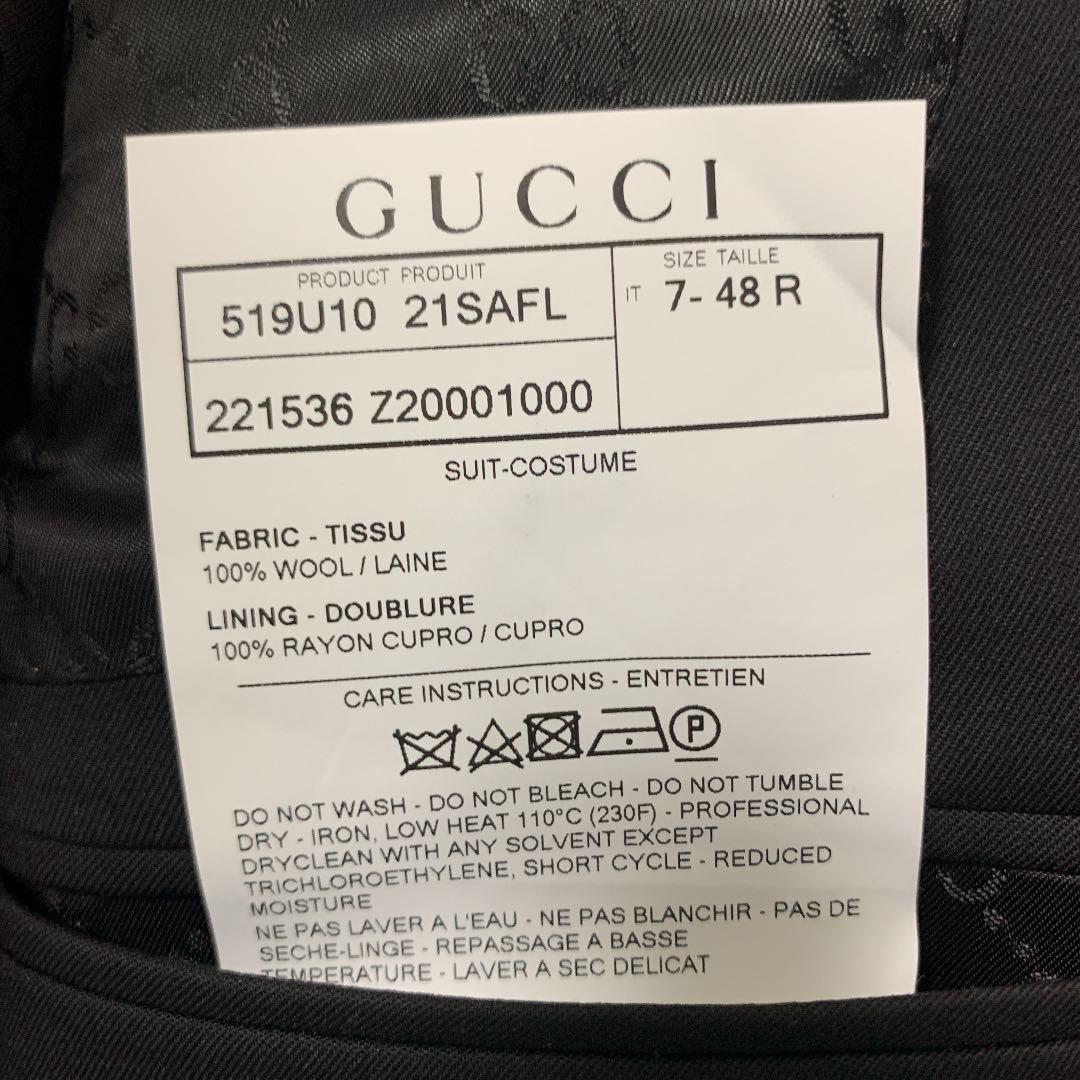 GUCCI
PRODUCT PRODUIT
519U10 21SAFL
221536 Z20001000
SIZE TAILLE
IT 7- 48 R
SUIT-COSTUME
FABRIC - TISSU
100% WOOL / LAINE
LINING - DOUBLURE
100% RAYON CUPRO / CUPRO
CARE INSTRUCTIONS - ENTRETIEN
P
DO NOT WASH - DO NOT BLEACH - DO NOT TUMBLE
DRY - IRON, LOW HEAT 110°C (230F) - PROFESSIONAL
DRYCLEAN WITH ANY SOLVENT EXCEPT
TRICHLOROETHYLENE, SHORT CYCLE - REDUCED
MOISTURE
NE PAS LAVER A L'EAU - NE PAS BLANCHIR - PAS DE
SECHE-LINGE - REPASSAGE A BASSE
TEMPERATURE - LAVER A SEC DELICAT